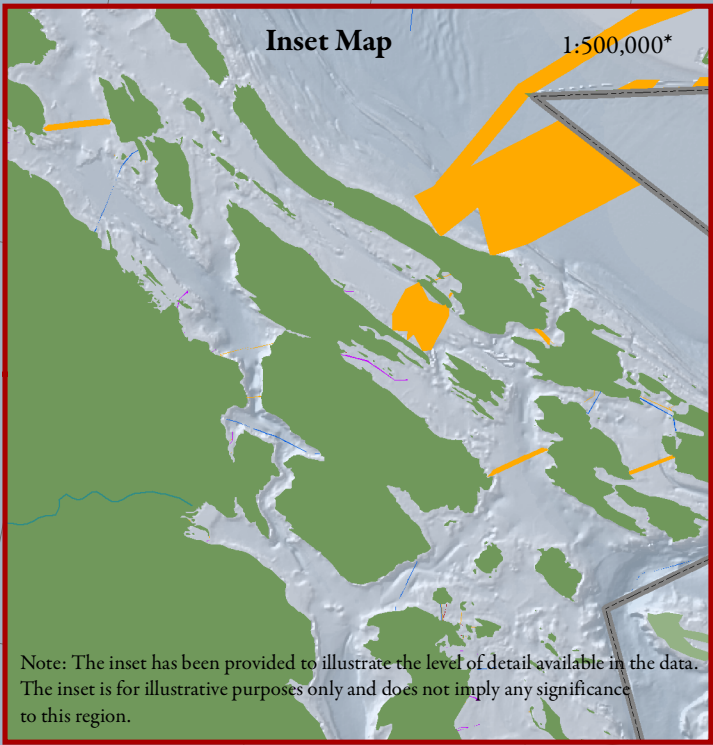 Inset Map
1:500,000*
Note: The inset has been provided to illustrate the level of detail available in the data.
The inset is for illustrative purposes only and does not imply any significance
to this region.